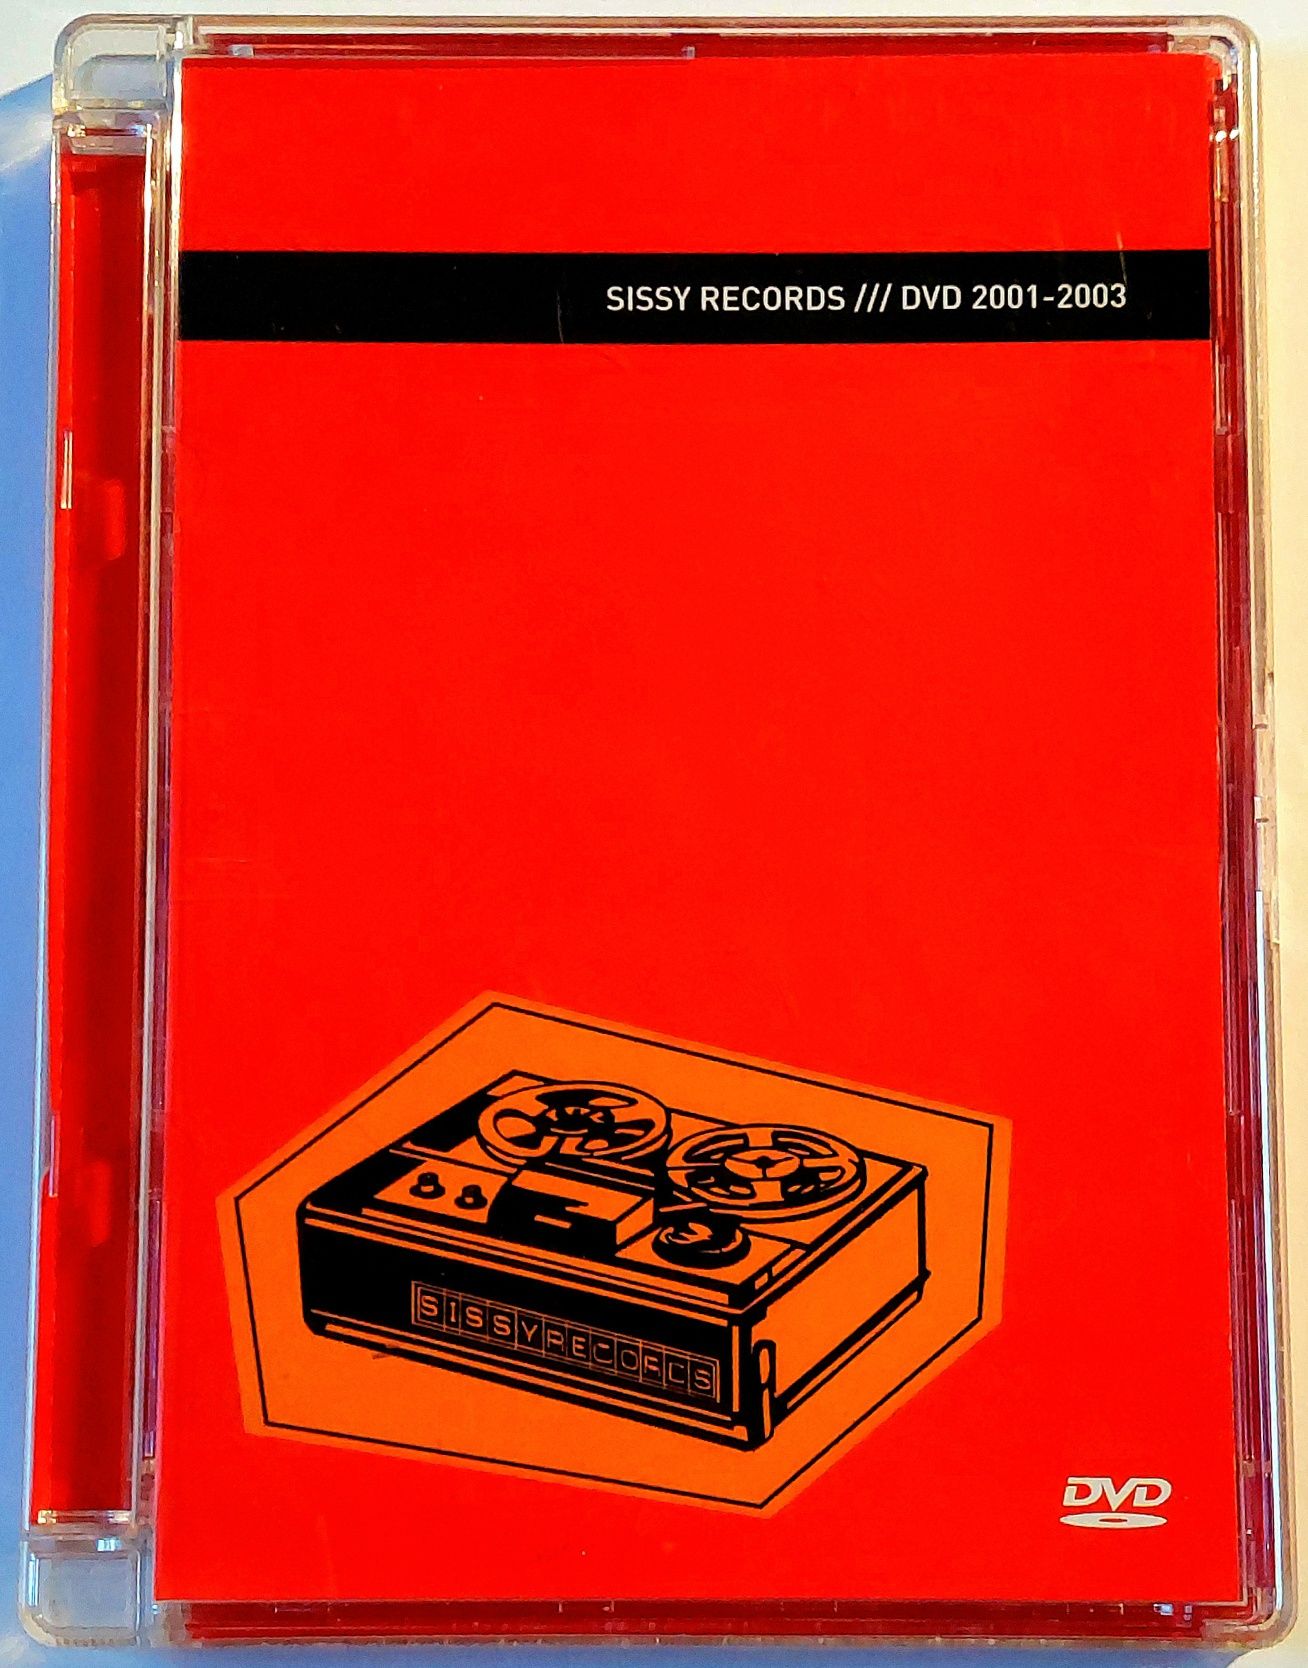 SISSY RECORDS /// DVD 2001-2003
SISSYRECORDS
DVD